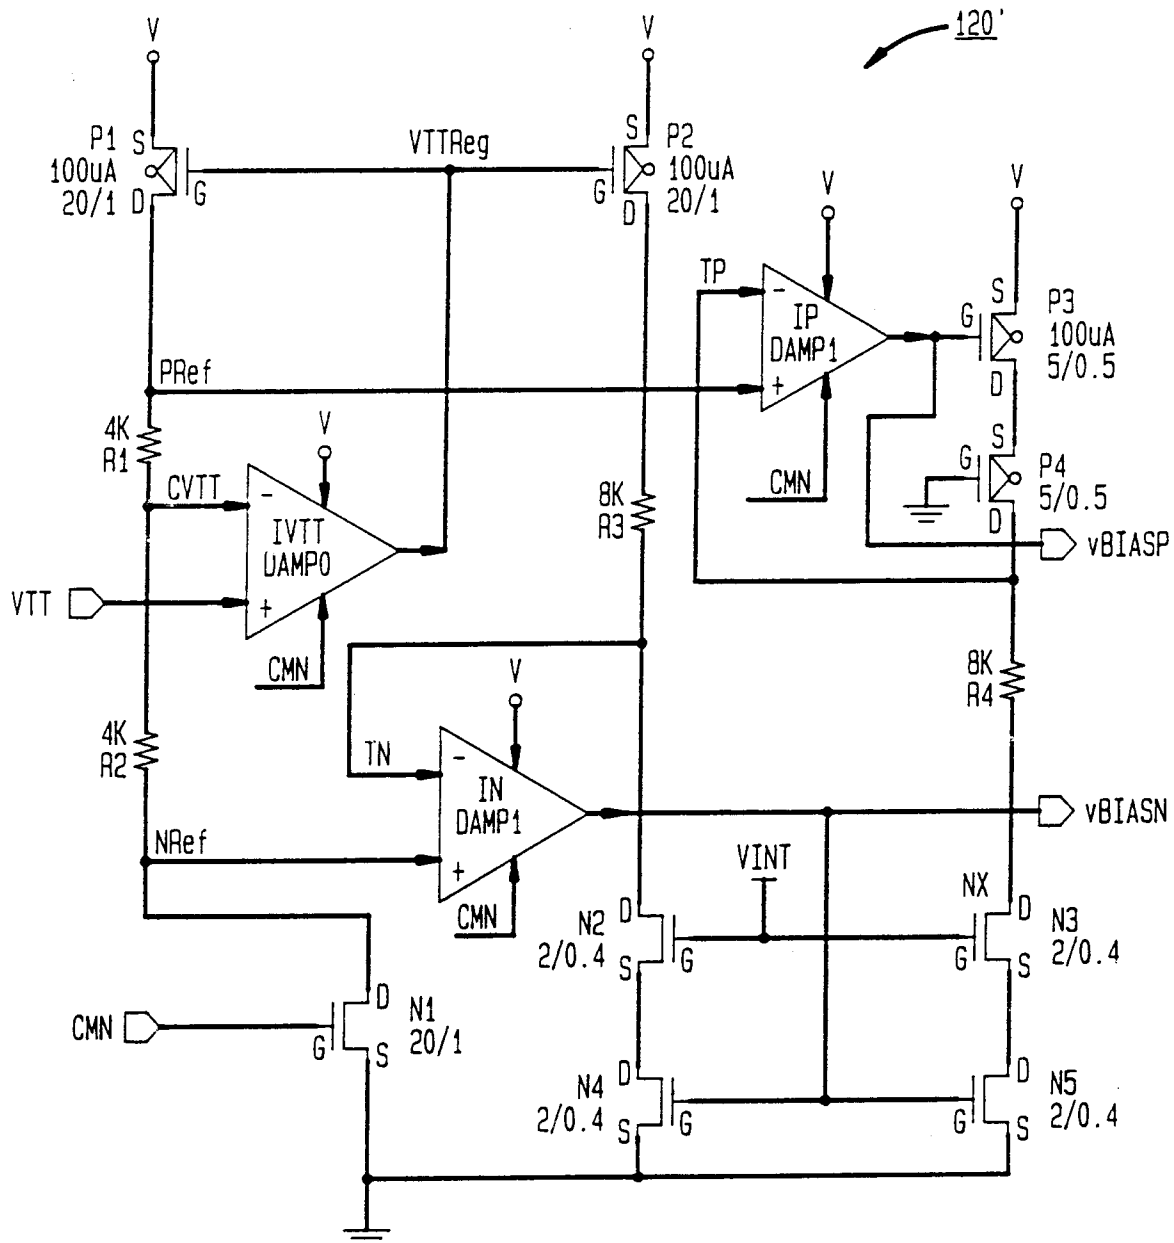 120'
V
V
P1
100uA
20/1
S
G
D
VTTReg
S
G
D
P2
100uA
20/1
V
V
TP
-
IP
DAMP1
+
CMN
G
S
D
P3
100uA
5/0.5
PRef
4K
R1
V
CVTT
-
IVTT
DAMP0
+
VTT
CMN
8K
R3
G
S
D
P4
5/0.5
vBIASP
8K
R4
4K
R2
V
TN
-
IN
DAMP1
+
NRef
CMN
vBIASN
VINT
N2
2/0.4
D
S
G
NX
D
G
S
N3
2/0.4
CMN
D
G
S
N1
20/1
N4
2/0.4
D
S
G
D
G
S
N5
2/0.4